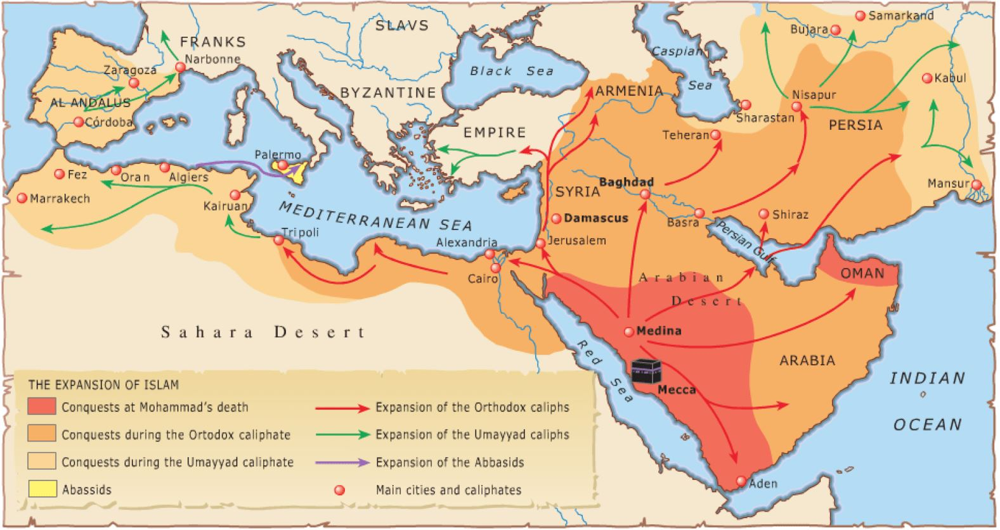 SLAVS
FRANKS
Narbonne
Zaragoza
AL ANDALUS
Córdoba
BYZANTINE
EMPIRE
Black Sea
Caspian
Sea
ARMENIA
Samarkand
Bujara
Kabul
Nisapur
Sharastan
PERSIA
Teheran
Palermo
Fez
Oran
Algiers
Marrakech
Kairuan
Tripoli
MEDITERRANEAN SEA
Alexandria
Cairo
SYRIA
Baghdad
Damascus
Jerusalem
Basra
Shiraz
Mansur
Persian Gulf
OMAN
Arabian
Desert
Medina
Mecca
ARABIA
Red Sea
Aden
Sahara Desert
INDIAN
OCEAN
THE EXPANSION OF ISLAM
Conquests at Mohammad's death
Conquests during the Ortodox caliphate
Conquests during the Umayyad caliphate
Abassids
Expansion of the Orthodox caliphs
Expansion of the Umayyad caliphs
Expansion of the Abbasids
Main cities and caliphates